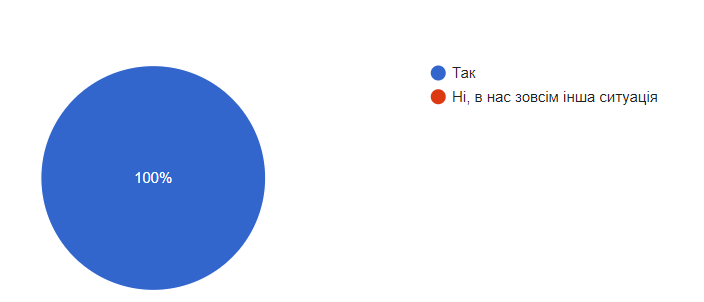 Так
Ні, в нас зовсім інша ситуація
100%